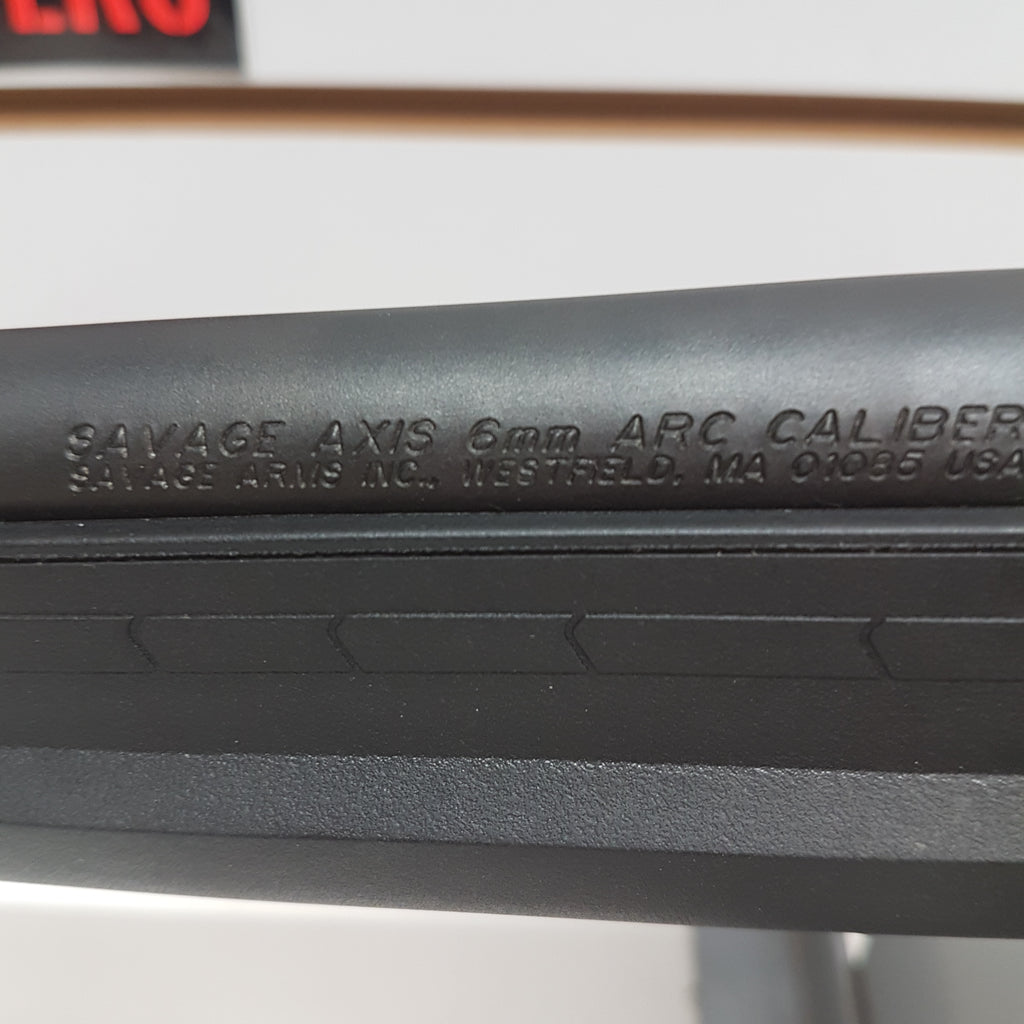 SAVAGE AXIS 6mm ARC CALIBER
SAVAGE ARMS INC., WESTFIELD, MA 01085 USA